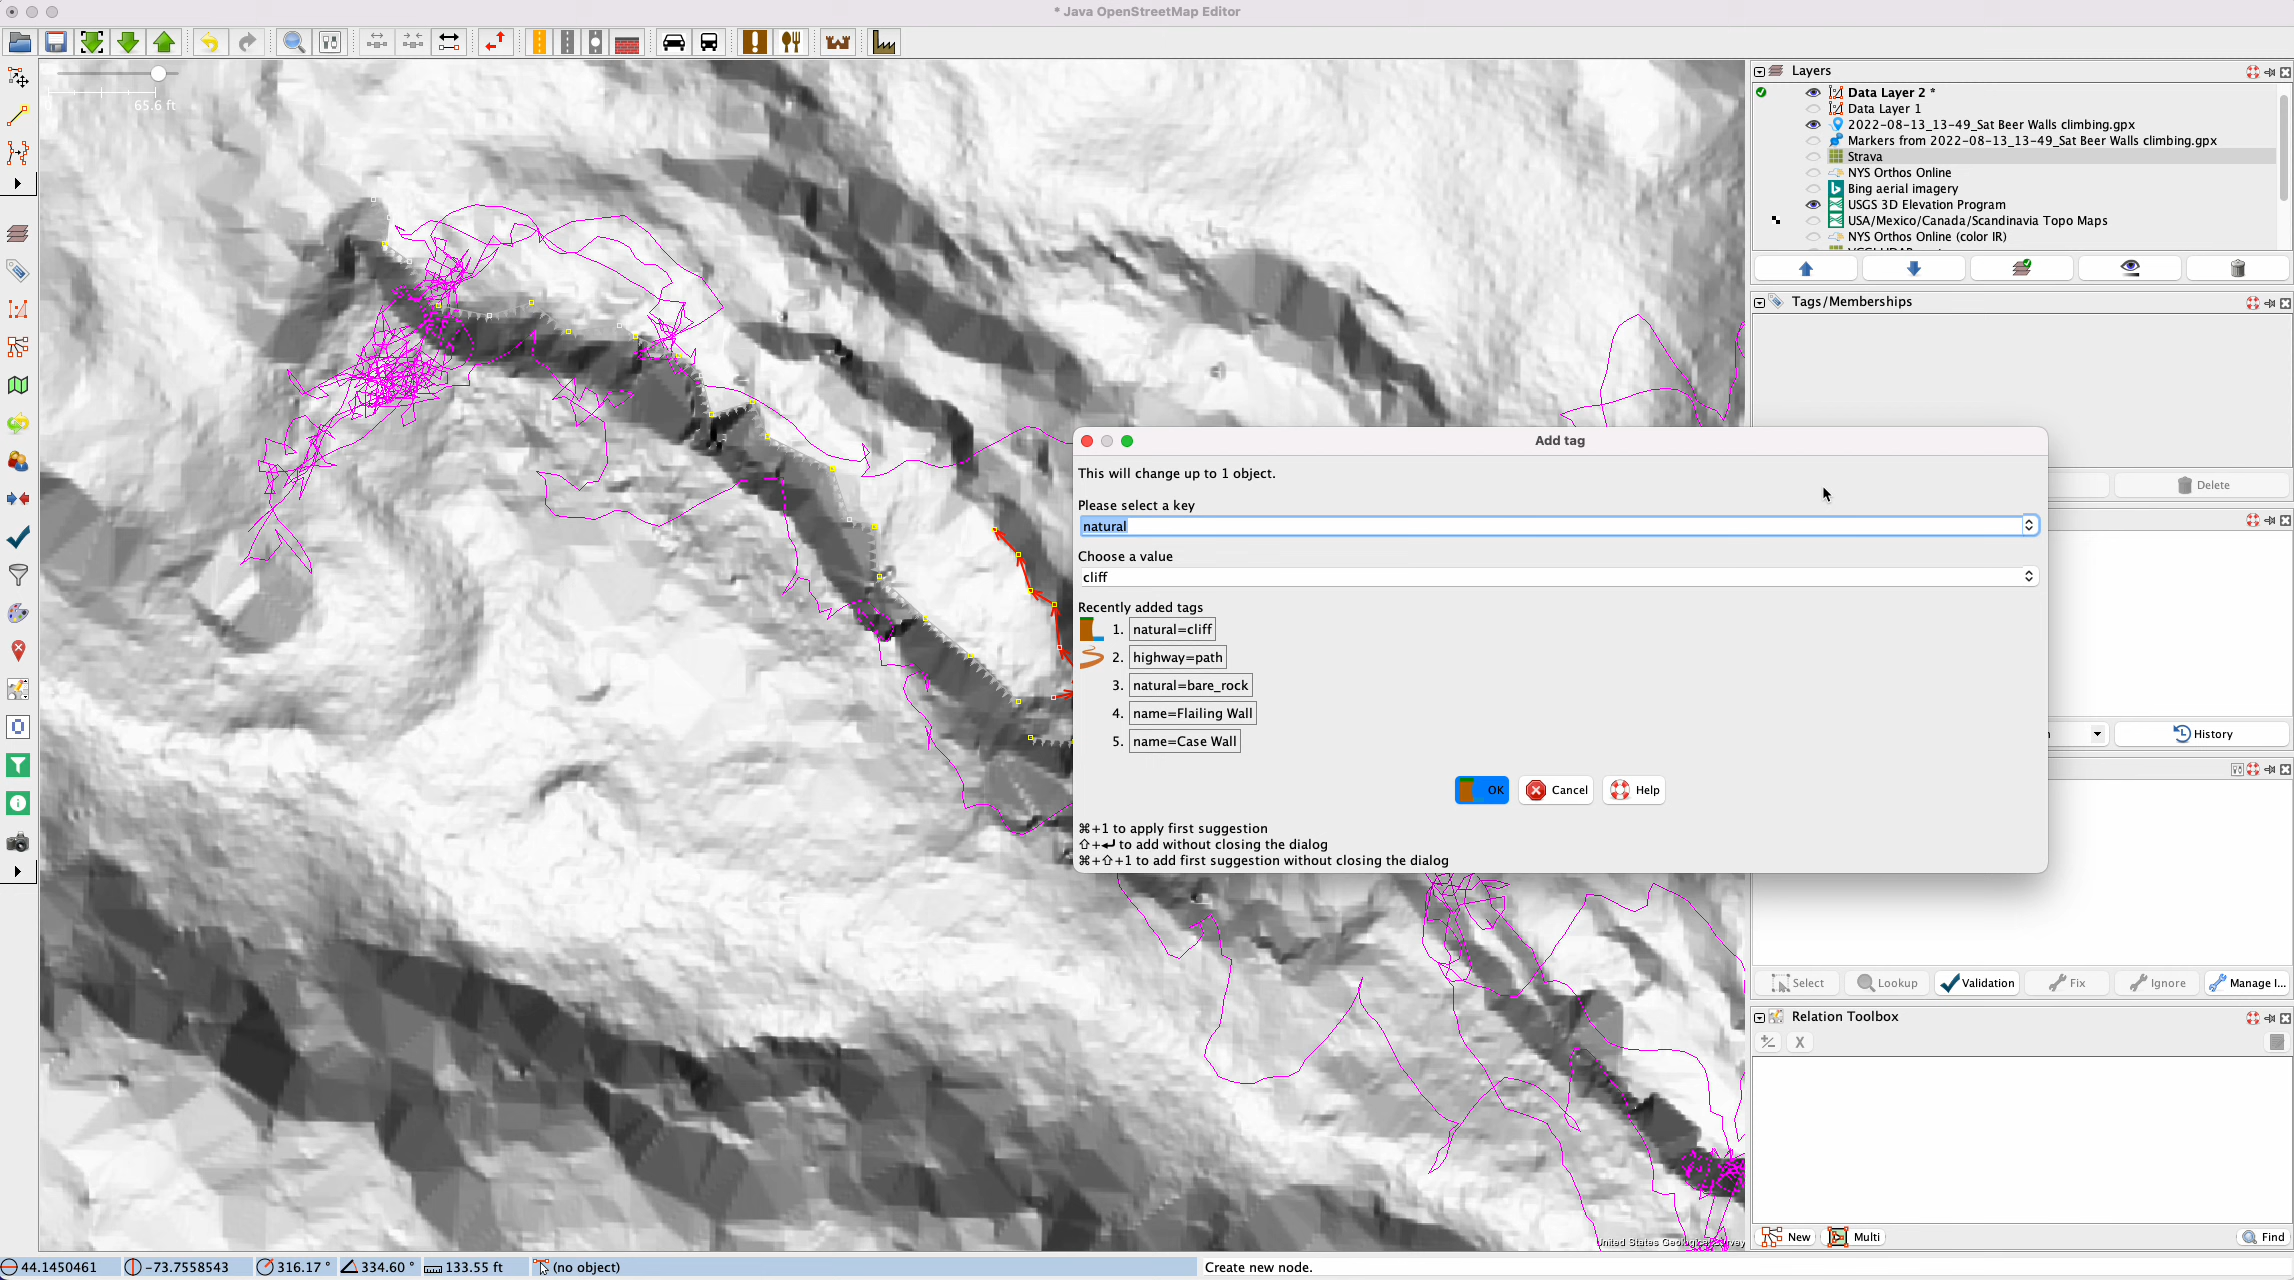 * Java OpenStreetMap Editor
65.6 ft
Layers
Data Layer 2 *
Data Layer 1
2022-08-13_13-49_Sat Beer Walls climbing.gpx
Markers from 2022-08-13_13-49_Sat Beer Walls climbing.gpx
Strava
NYS Orthos Online
Bing aerial imagery
USGS 3D Elevation Program
USA/Mexico/Canada/Scandinavia Topo Maps
NYS Orthos Online (color IR)
Tags/Memberships
Add tag
This will change up to 1 object.
Please select a key
natural
Choose a value
cliff
Recently added tags
1. natural=cliff
2. highway=path
3. natural=bare_rock
4. name=Flailing Wall
5. name=Case Wall
OK
Cancel
Help
⌘+1 to apply first suggestion
⇧+↵ to add without closing the dialog
⌘+⇧+1 to add first suggestion without closing the dialog
Delete
History
Select
Lookup
Validation
Fix
Ignore
Manage I...
Relation Toolbox
New
Multi
Find
United States Geological Survey
44.1450461
-73.7558543
316.17 °
334.60 °
133.55 ft
(no object)
Create new node.